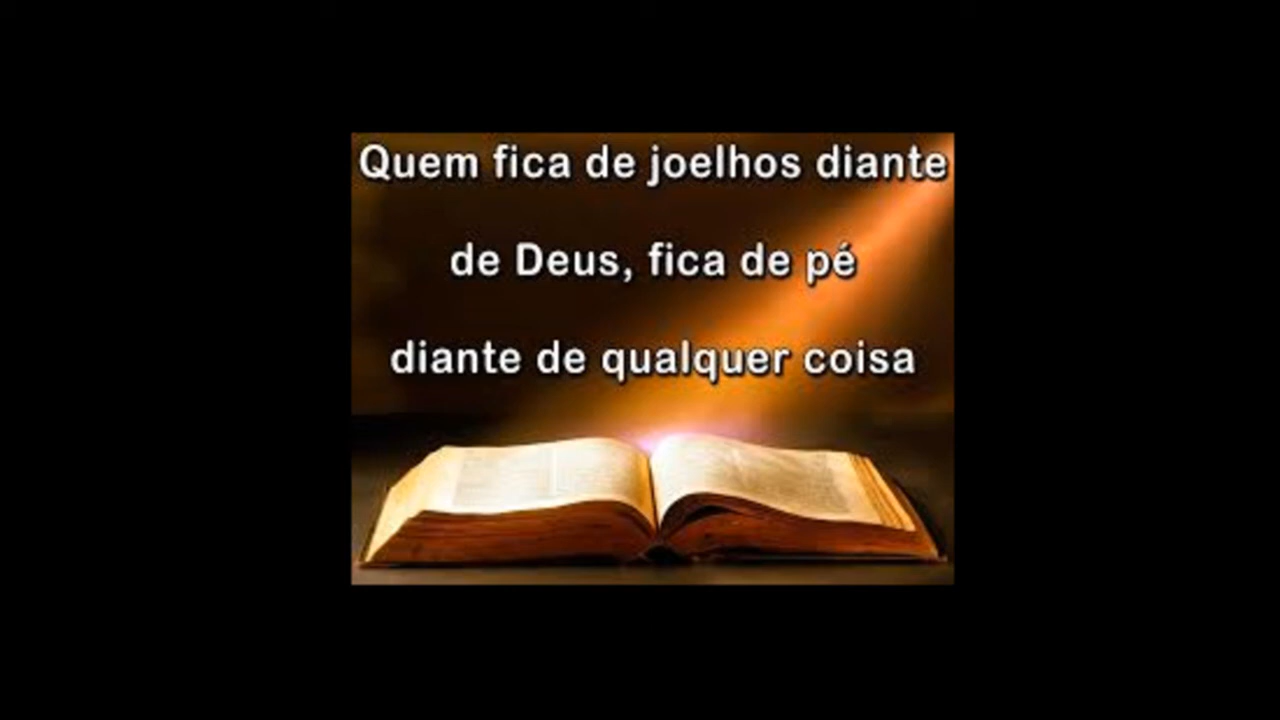 Quem fica de joelhos diante
de Deus, fica de pé
diante de qualquer coisa